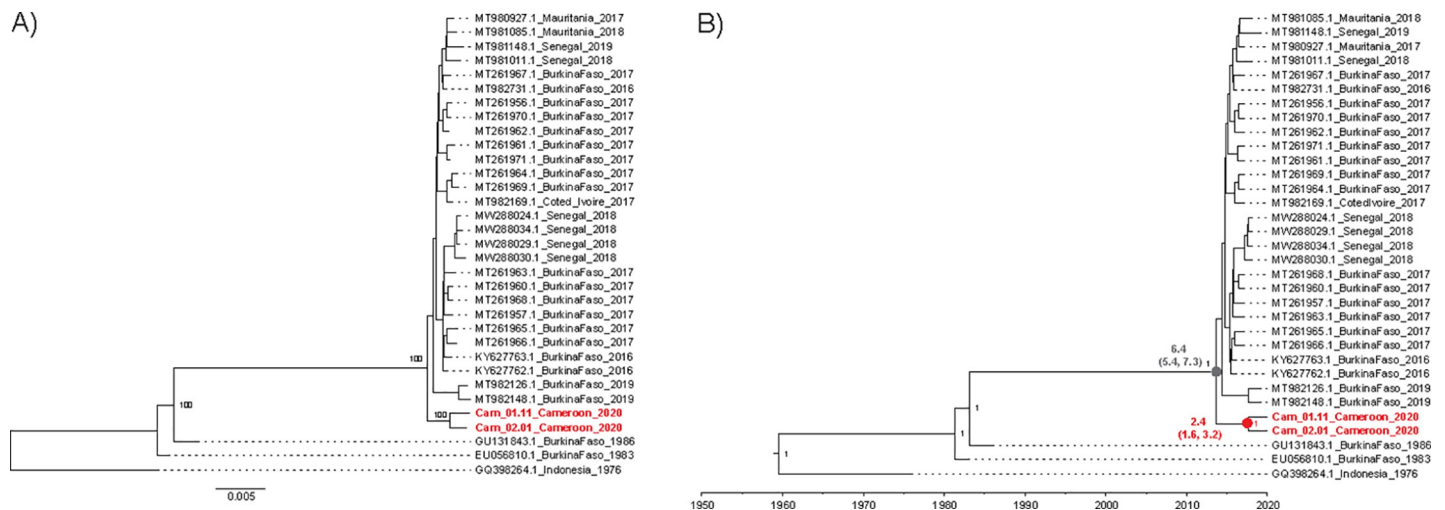 A)
MT980927.1_Mauritania_2017
MT981085.1_Mauritania_2018
MT981148.1_Senegal_2019
MT981011.1_Senegal_2018
MT261967.1_BurkinaFaso_2017
MT982731.1_BurkinaFaso_2016
MT261956.1_BurkinaFaso_2017
MT261970.1_BurkinaFaso_2017
MT261962.1_BurkinaFaso_2017
MT261961.1_BurkinaFaso_2017
MT261971.1_BurkinaFaso_2017
MT261964.1_BurkinaFaso_2017
MT261969.1_BurkinaFaso_2017
MT982169.1_Coted_Ivoire_2017
MW288024.1_Senegal_2018
MW288034.1_Senegal_2018
MW288029.1_Senegal_2018
MW288030.1_Senegal_2018
MT261963.1_BurkinaFaso_2017
MT261960.1_BurkinaFaso_2017
MT261968.1_BurkinaFaso_2017
MT261957.1_BurkinaFaso_2017
MT261965.1_BurkinaFaso_2017
MT261966.1_BurkinaFaso_2017
100
KY627763.1_BurkinaFaso_2016
KY627762.1_BurkinaFaso_2016
MT982126.1_BurkinaFaso_2019
MT982148.1_BurkinaFaso_2019
100
100
Cam_01.11_Cameroon_2020
Cam_02.01_Cameroon_2020
GU131843.1_BurkinaFaso_1986
EU056810.1_BurkinaFaso_1983
GQ398264.1_Indonesia_1976
0.005
B)
MT981085.1_Mauritania_2018
MT981148.1_Senegal_2019
MT980927.1_Mauritania_2017
MT981011.1_Senegal_2018
MT261967.1_BurkinaFaso_2017
MT982731.1_BurkinaFaso_2016
MT261956.1_BurkinaFaso_2017
MT261970.1_BurkinaFaso_2017
MT261962.1_BurkinaFaso_2017
MT261971.1_BurkinaFaso_2017
MT261961.1_BurkinaFaso_2017
MT261969.1_BurkinaFaso_2017
MT261964.1_BurkinaFaso_2017
MT982169.1_CotedIvoire_2017
MW288024.1_Senegal_2018
MW288029.1_Senegal_2018
MW288034.1_Senegal_2018
MW288030.1_Senegal_2018
MT261968.1_BurkinaFaso_2017
MT261960.1_BurkinaFaso_2017
MT261957.1_BurkinaFaso_2017
MT261963.1_BurkinaFaso_2017
MT261965.1_BurkinaFaso_2017
MT261966.1_BurkinaFaso_2017
6.4
(5.4, 7.3)
1
KY627763.1_BurkinaFaso_2016
KY627762.1_BurkinaFaso_2016
MT982126.1_BurkinaFaso_2019
MT982148.1_BurkinaFaso_2019
1
2.4
(1.6, 3.2)
1
Cam_01.11_Cameroon_2020
Cam_02.01_Cameroon_2020
1
GU131843.1_BurkinaFaso_1986
EU056810.1_BurkinaFaso_1983
1
GQ398264.1_Indonesia_1976
1950 1960 1970 1980 1990 2000 2010 2020